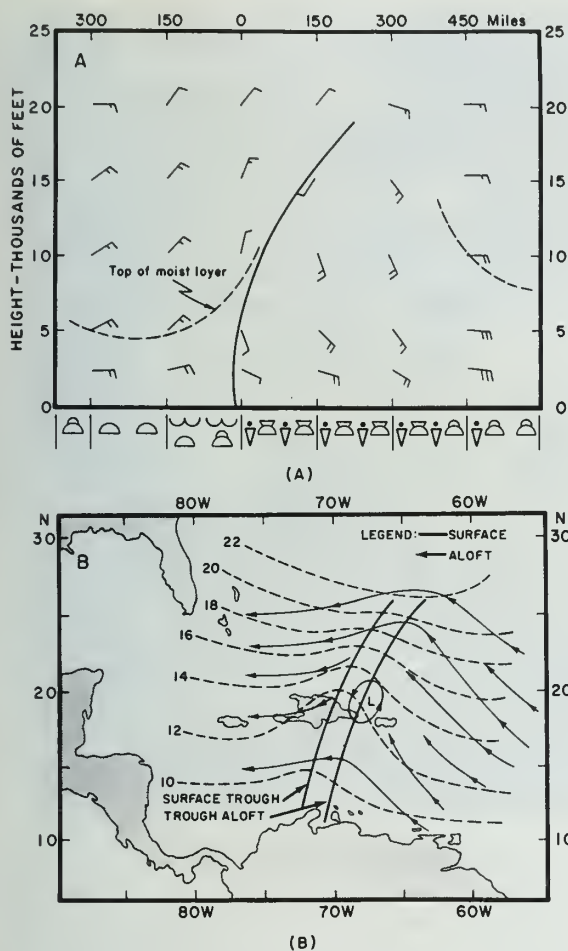 300 150 0 150 300 450 Miles
25 25
A
20 20
15 15
10 10
Top of moist loyer
5 5
0 0
HEIGHT-THOUSANDS OF FEET
(A)
80W 70W 60W
N N
30 30
B
LEGEND: SURFACE
ALOFT
22
20
18
16
14
20 20
L
12
10
SURFACE TROUGH
TROUGH ALOFT
10 10
80W 70W 60W
(B)